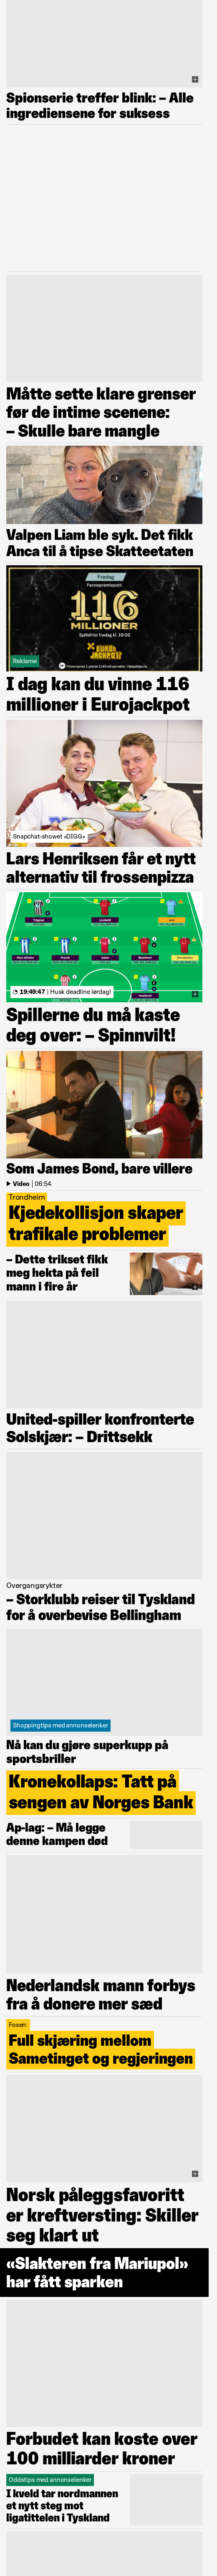 Spionserie treffer blink: – Alle
ingrediensene for suksess
Måtte sette klare grenser
før de intime scenene:
– Skulle bare mangle
Valpen Liam ble syk. Det fikk
Anca til å tipse Skatteetaten
Fredag
Førstepremiepott:
116
MILLIONER
Spillefrist fredag kl. 19.00
EUROJACKPOT
Reklame
I dag kan du vinne 116
millioner i Eurojackpot
Snapchat-showet «DIGG»
Lars Henriksen får et nytt
alternativ til frossenpizza
19:49:47 | Husk deadline lørdag!
Spillerne du må kaste
deg over: – Spinnvilt!
Som James Bond, bare villere
Video | 06:54
Trondheim
Kjedekollisjon skaper
trafikale problemer
– Dette trikset fikk
meg hekta på feil
mann i fire år
United-spiller konfronterte
Solskjær: – Drittsekk
Overgangsrykter
– Storklubb reiser til Tyskland
for å overbevise Bellingham
Shoppingtips med annonselenker
Nå kan du gjøre superkupp på
sportsbriller
Kronekollaps: Tatt på
sengen av Norges Bank
Ap-lag: – Må legge
denne kampen død
Nederlandsk mann forbys
fra å donere mer sæd
Fosen:
Full skjæring mellom
Sametinget og regjeringen
Norsk påleggsfavoritt
er kreftversting: Skiller
seg klart ut
«Slakteren fra Mariupol»
har fått sparken
Forbudet kan koste over
100 milliarder kroner
Oddstips med annonselenker
I kveld tar nordmannen
et nytt steg mot
ligatittelen i Tyskland